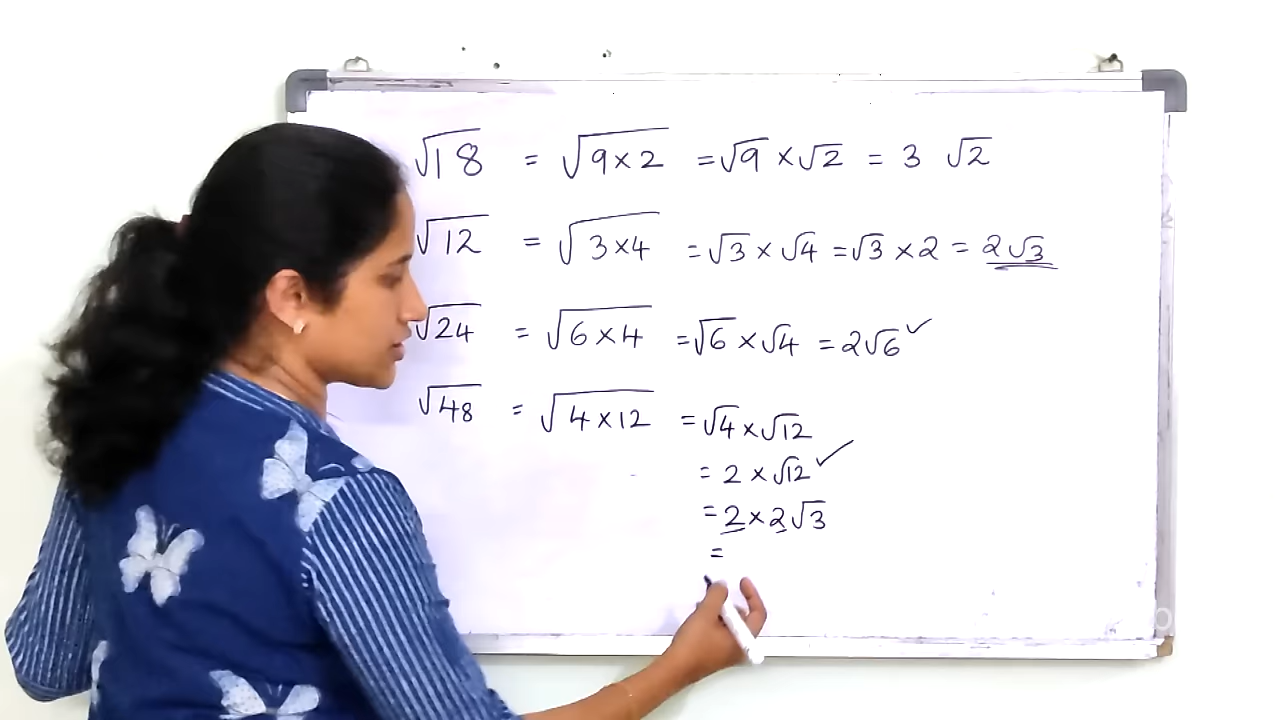 √18 = √9×2 = √9 × √2 = 3 √2
√12 = √3×4 = √3 × √4 = √3 × 2 = 2√3
√24 = √6×4 = √6 × √4 = 2√6 ✓
√48 = √4×12 = √4 × √12
= 2 × √12 ✓
= 2 × 2√3
=